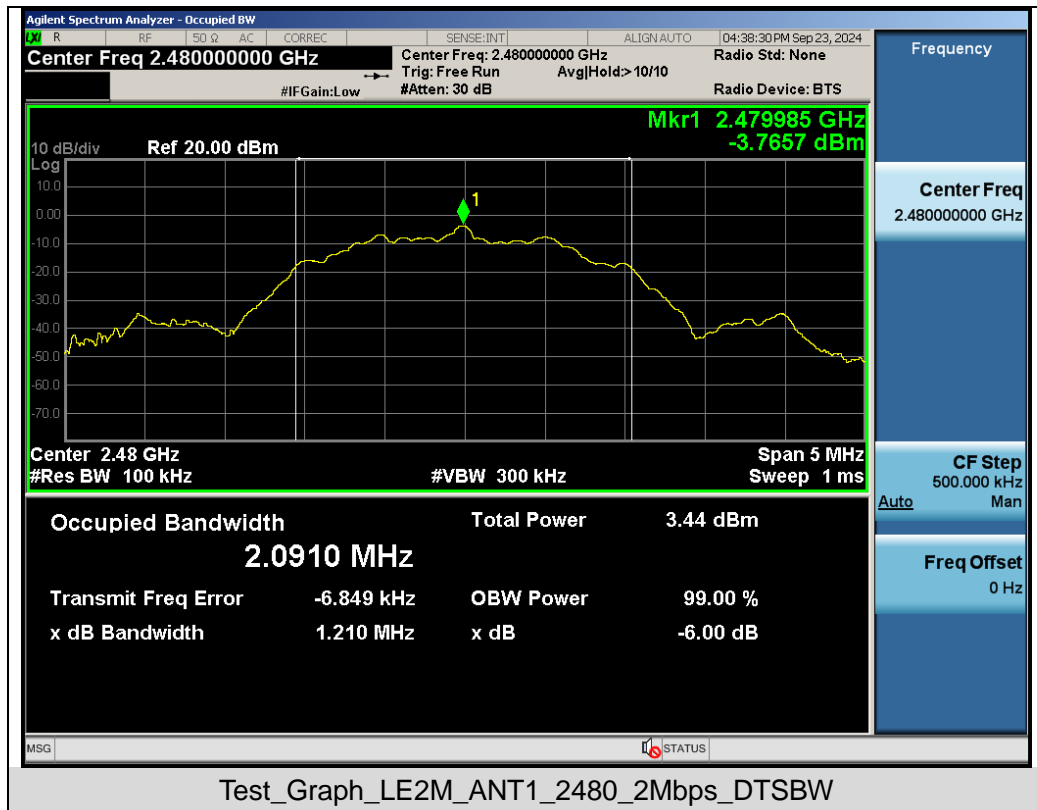 Agilent Spectrum Analyzer - Occupied BW
LXI R RF 50 Ω AC CORREC SENSE:INT ALIGN AUTO 04:38:30 PM Sep 23, 2024
Center Freq 2.480000000 GHz Center Freq: 2.480000000 GHz Radio Std: None
Trig: Free Run Avg|Hold:> 10/10
#IFGain:Low #Atten: 30 dB Radio Device: BTS
Mkr1 2.479985 GHz
10 dB/div Ref 20.00 dBm -3.7657 dBm
Log
10.0
1
0.00
-10.0
-20.0
-30.0
-40.0
-50.0
-60.0
-70.0
Center 2.48 GHz Span 5 MHz
#Res BW 100 kHz #VBW 300 kHz Sweep 1 ms
Occupied Bandwidth Total Power 3.44 dBm
2.0910 MHz
Transmit Freq Error -6.849 kHz OBW Power 99.00 %
x dB Bandwidth 1.210 MHz x dB -6.00 dB
MSG STATUS
Frequency
Center Freq
2.480000000 GHz
CF Step
500.000 kHz
Auto Man
Freq Offset
0 Hz
Test_Graph_LE2M_ANT1_2480_2Mbps_DTSBW